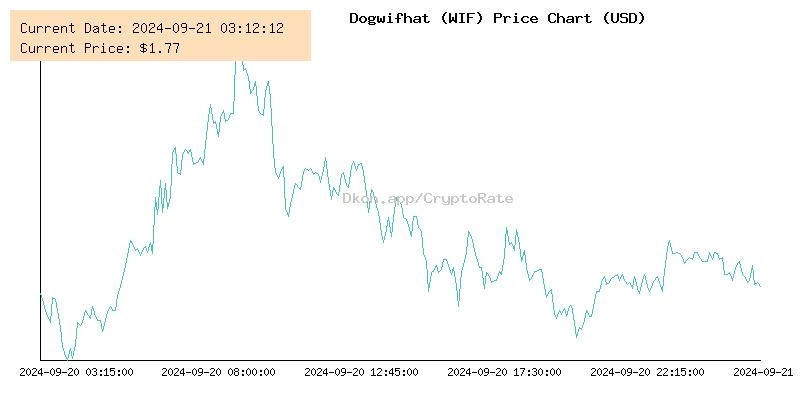 Dogwifhat (WIF) Price Chart (USD)
Current Date: 2024-09-21 03:12:12
Current Price: $1.77
Dkon.app/CryptoRate
2024-09-20 03:15:00 2024-09-20 08:00:00 2024-09-20 12:45:00 2024-09-20 17:30:00 2024-09-20 22:15:00 2024-09-21